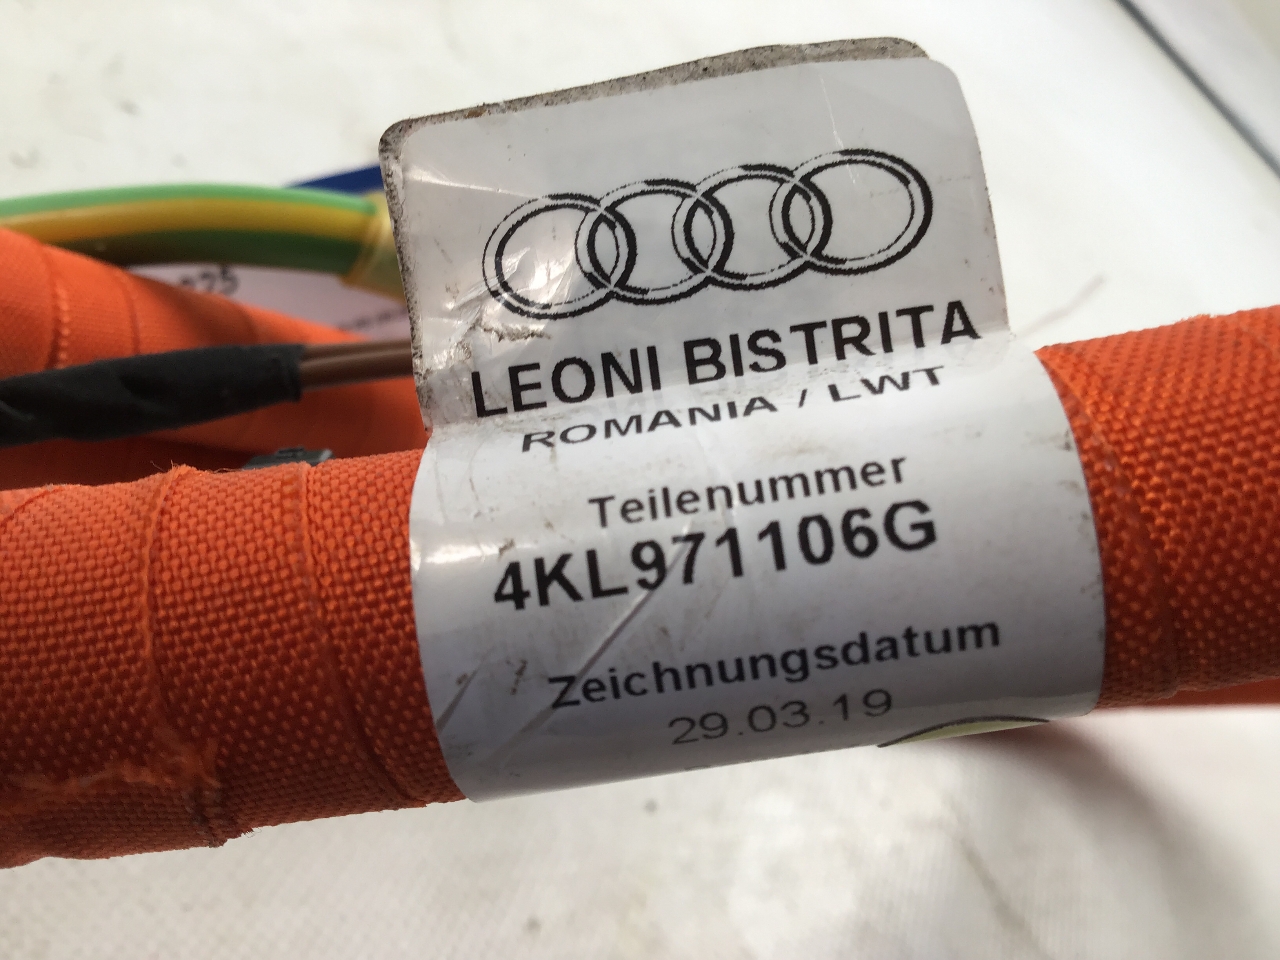 LEONI BISTRITA
ROMANIA / LWT
Teilenummer
4KL971106G
Zeichnungsdatum
29.03.19